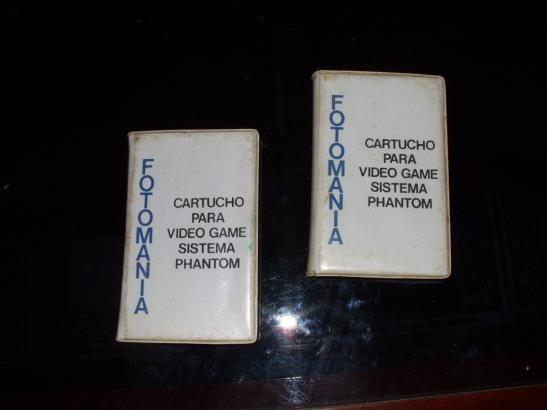 FOTOMANIA
CARTUCHO
PARA
VIDEO GAME
SISTEMA
PHANTOM
FOTOMANIA
CARTUCHO
PARA
VIDEO GAME
SISTEMA
PHANTOM